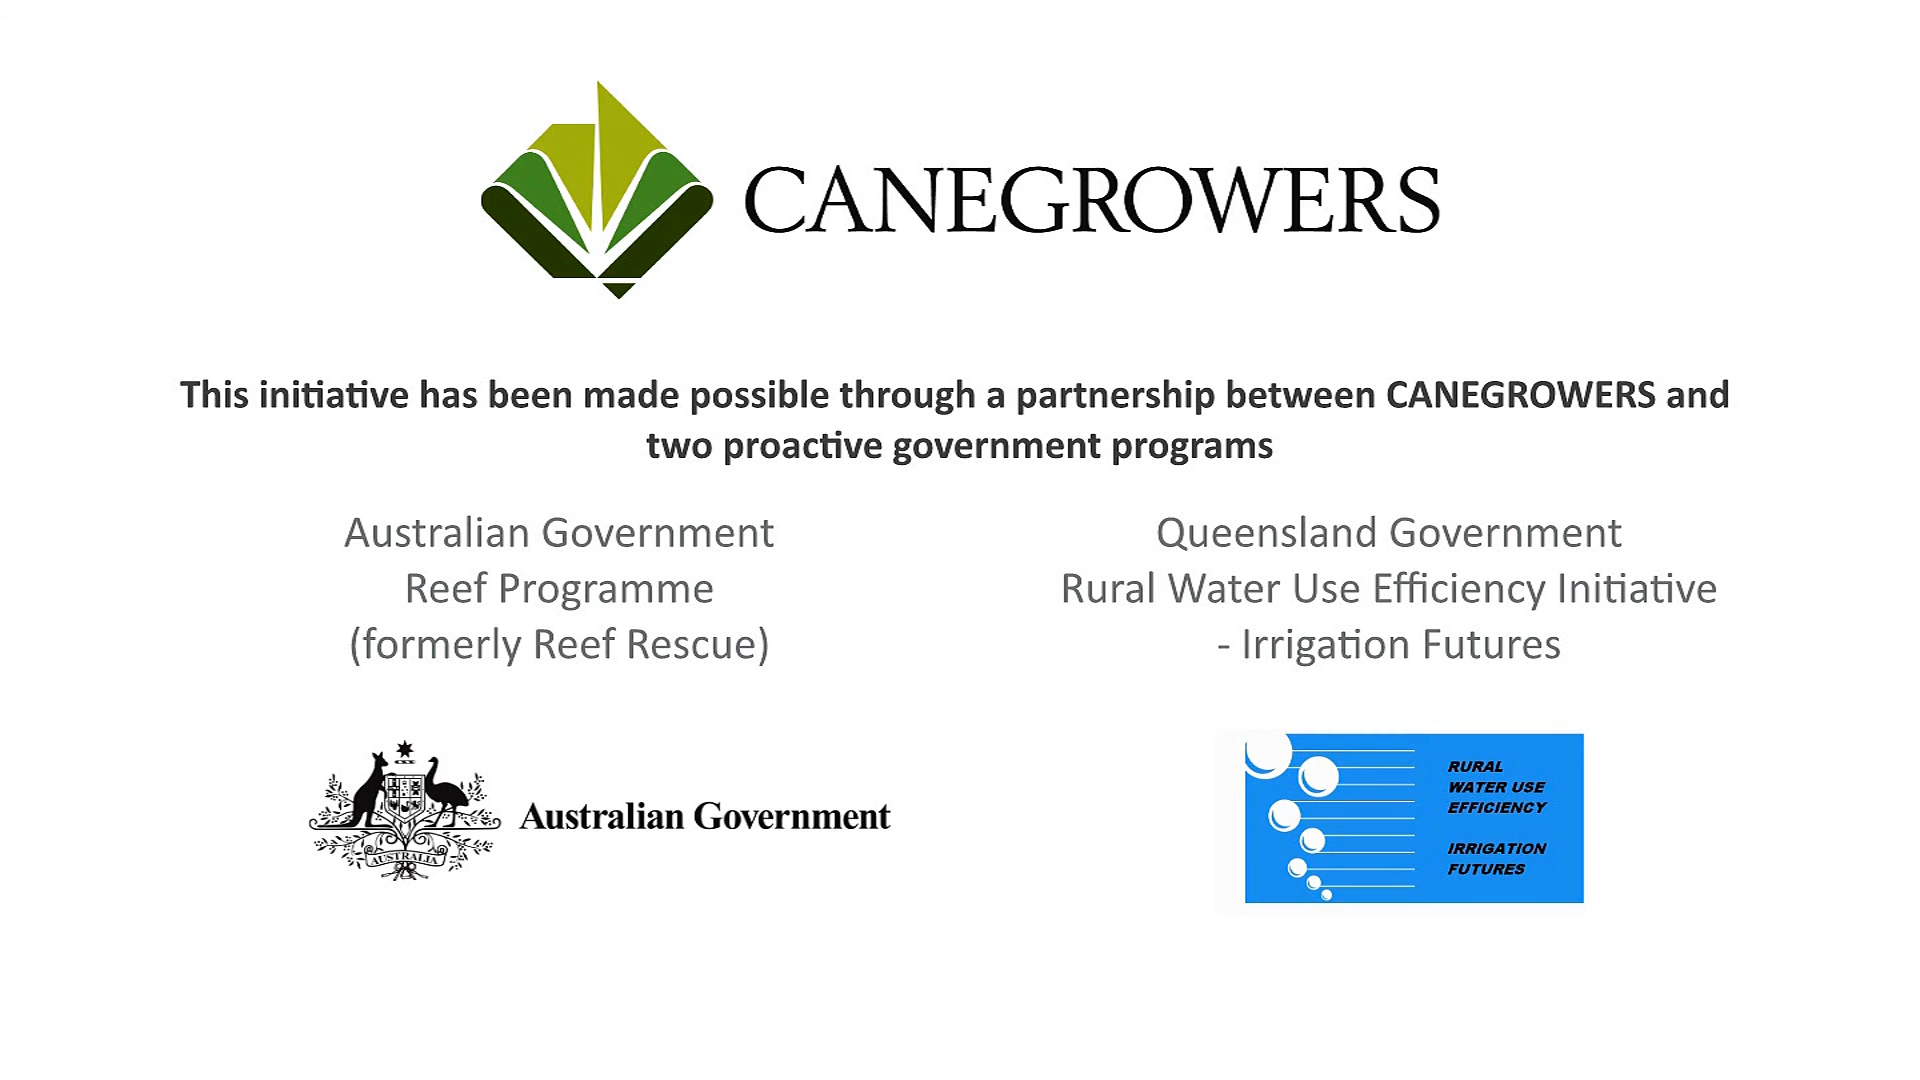 CANEGROWERS
This initiative has been made possible through a partnership between CANEGROWERS and
two proactive government programs
Australian Government
Reef Programme
(formerly Reef Rescue)
Queensland Government
Rural Water Use Efficiency Initiative
- Irrigation Futures
AUSTRALIA
Australian Government
RURAL
WATER USE
EFFICIENCY
IRRIGATION
FUTURES